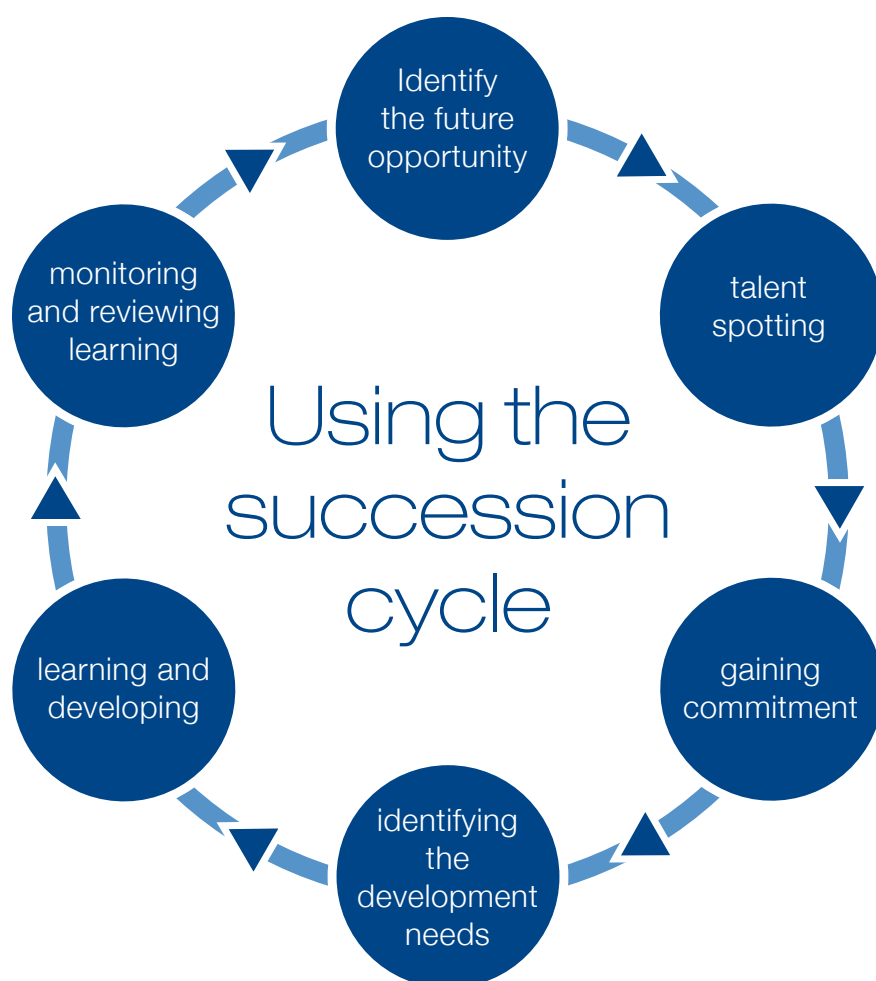 Identify
the future
opportunity
talent
spotting
gaining
commitment
identifying
the
development
needs
learning and
developing
monitoring
and reviewing
learning
Using the
succession
cycle